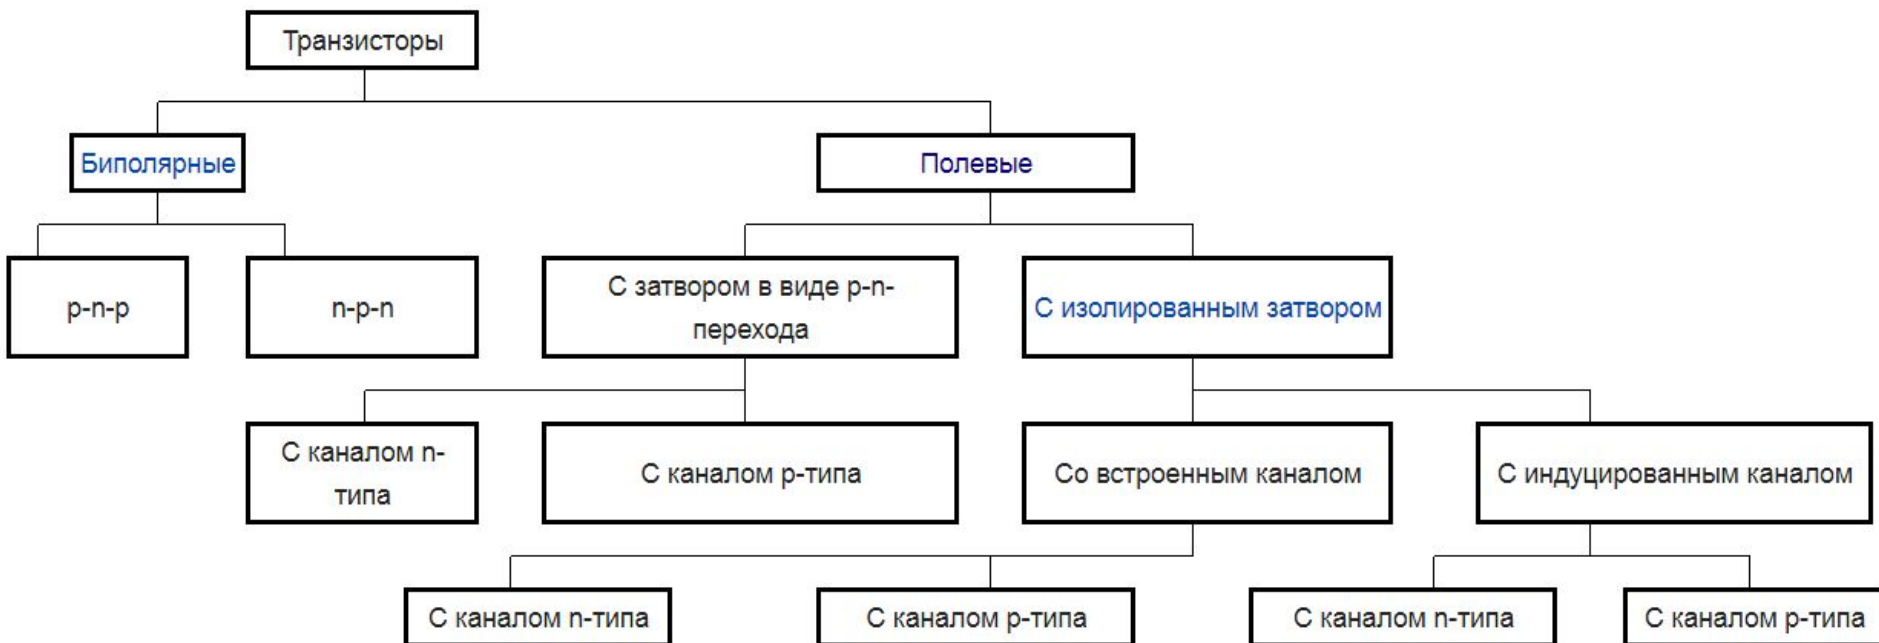 Транзисторы
Биполярные
Полевые
p-n-p
n-p-n
С затвором в виде p-n-
перехода
С изолированным затвором
С каналом n-
типа
С каналом p-типа
Со встроенным каналом
С индуцированным каналом
С каналом n-типа
С каналом p-типа
С каналом n-типа
С каналом p-типа